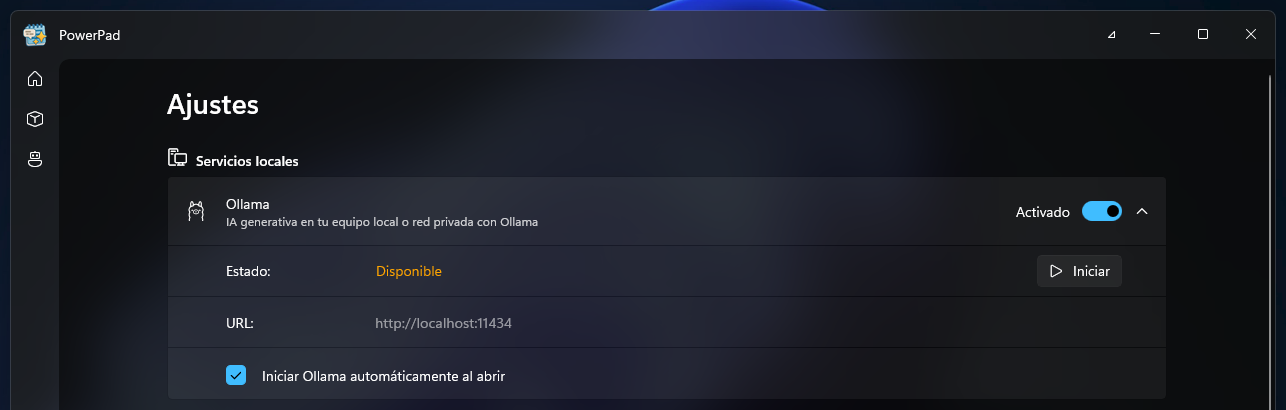 PowerPad
Ajustes
Servicios locales
Ollama
IA generativa en tu equipo local o red privada con Ollama
Activado
Estado:
Disponible
Iniciar
URL:
http://localhost:11434
Iniciar Ollama automáticamente al abrir